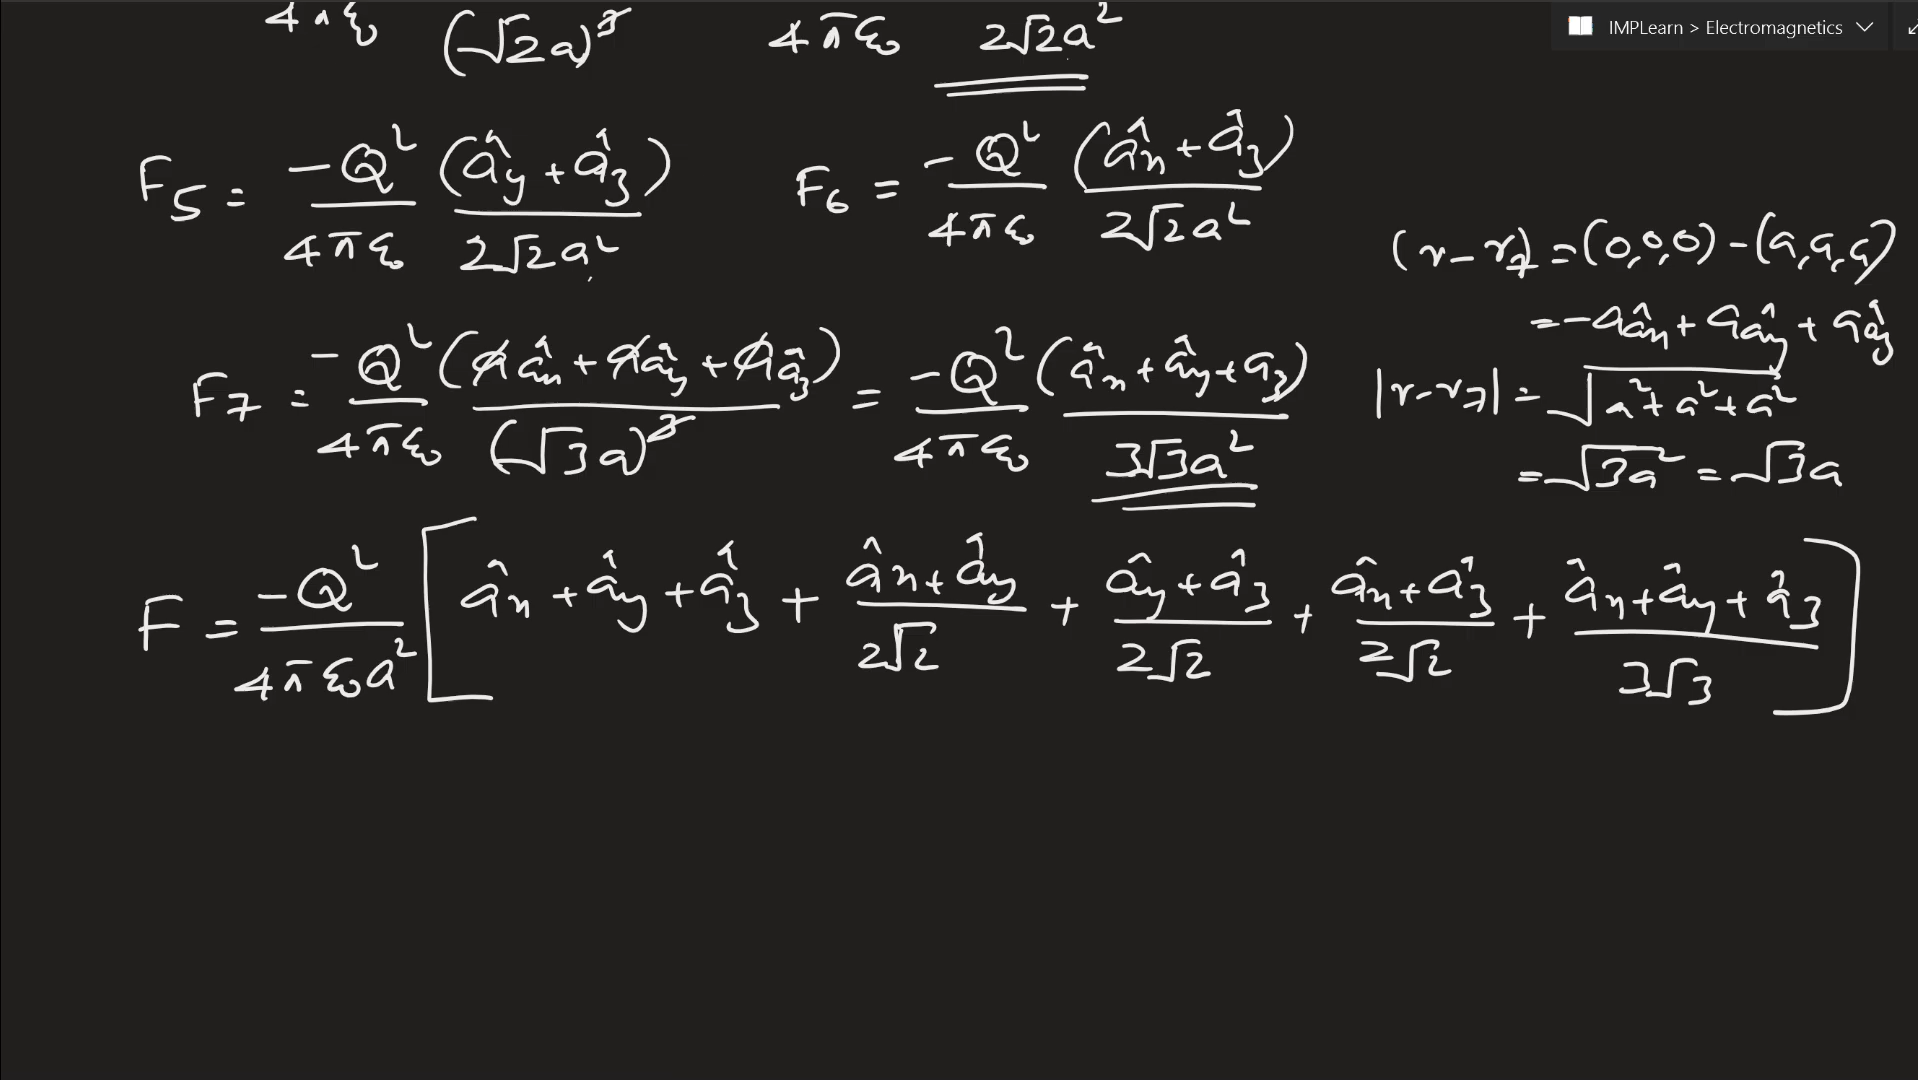 IMPLearn > Electromagnetics
4πε₀ (√2a)³ 4πε₀ 2√2a²
F₅ = -Q²/4πε₀ (ây + âz)/2√2a² F₆ = -Q²/4πε₀ (âx + âz)/2√2a²
(r - r₇) = (0,0,0) - (a,a,a)
= -aâx + aây + aâz
F₇ = -Q²/4πε₀ (aâx + aây + aâz)/(√3a)³ = -Q²/4πε₀ (âx + ây + az)/3√3a²
|r - r₇| = √a² + a² + a²
= √3a² = √3a
F = -Q²/4πε₀a² [âx + ây + âz + (âx + ây)/2√2 + (ây + âz)/2√2 + (âx + âz)/2√2 + (âx + ây + âz)/3√3]